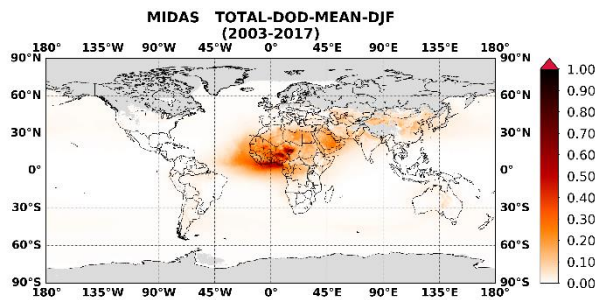 MIDAS TOTAL-DOD-MEAN-DJF
(2003-2017)
180° 135°W 90°W 45°W 0° 45°E 90°E 135°E 180°
90°N 90°N
60°N 60°N
30°N 30°N
0° 0°
30°S 30°S
60°S 60°S
90°S 90°S
180° 135°W 90°W 45°W 0° 45°E 90°E 135°E 180°
1.00
0.90
0.80
0.70
0.60
0.50
0.40
0.30
0.20
0.10
0.00